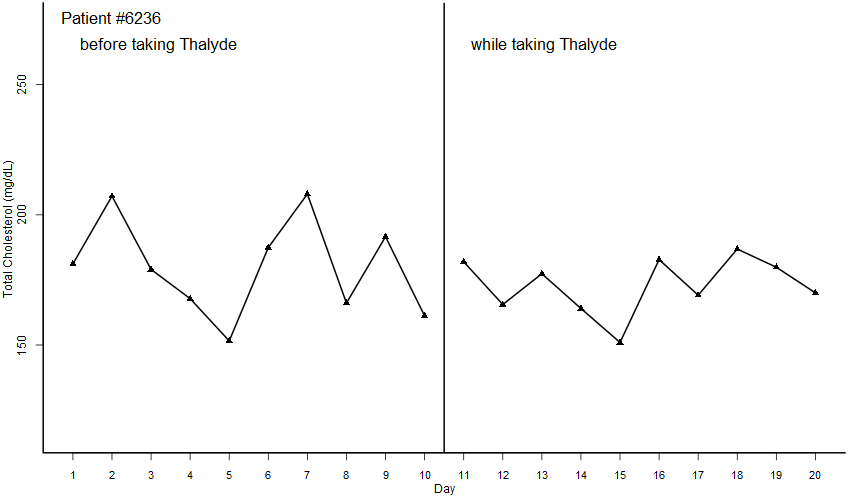 Patient #6236
before taking Thalyde
while taking Thalyde
Total Cholesterol (mg/dL)
250
200
150
1 2 3 4 5 6 7 8 9 10 11 12 13 14 15 16 17 18 19 20
Day